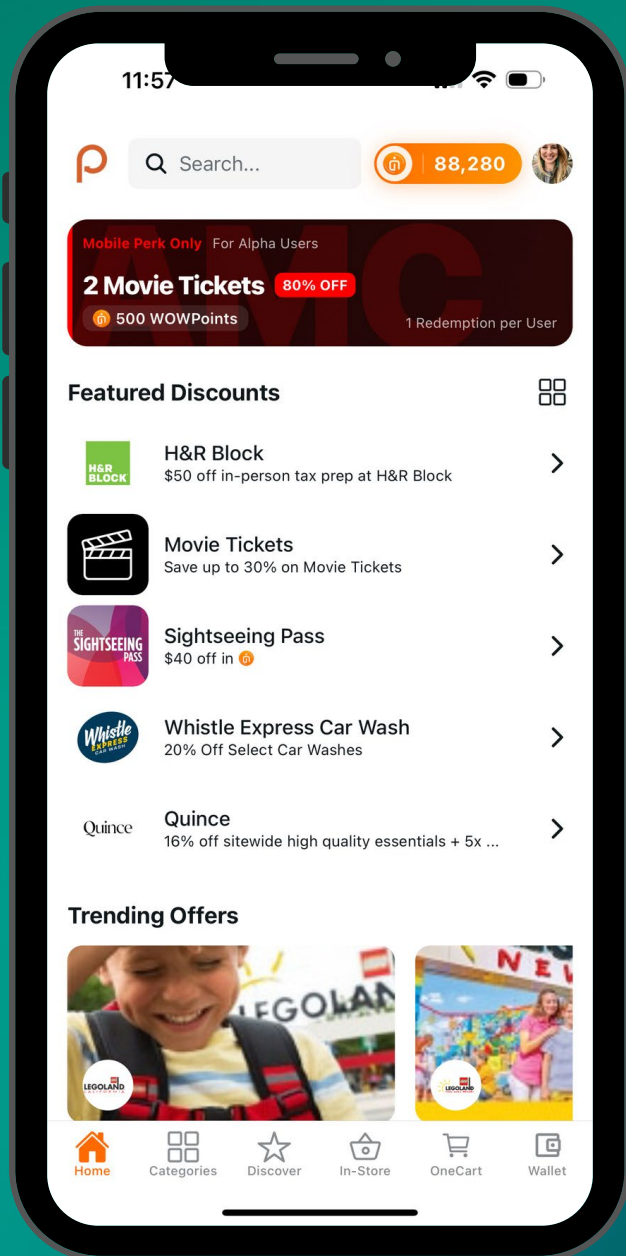 11:57
Search...
88,280
AMC
Mobile Perk Only For Alpha Users
2 Movie Tickets 80% OFF
500 WOWPoints
1 Redemption per User
Featured Discounts
H&R
BLOCK
H&R Block
$50 off in-person tax prep at H&R Block
Movie Tickets
Save up to 30% on Movie Tickets
THE
SIGHTSEEING
PASS
Sightseeing Pass
$40 off in
Whistle
EXPRESS
CAR WASH
Whistle Express Car Wash
20% Off Select Car Washes
Quince
Quince
16% off sitewide high quality essentials + 5x ...
Trending Offers
LEGOLAN
NEW
LEGOLAND
CALIFORNIA
LEGOLAND
Home
Categories
Discover
In-Store
OneCart
Wallet